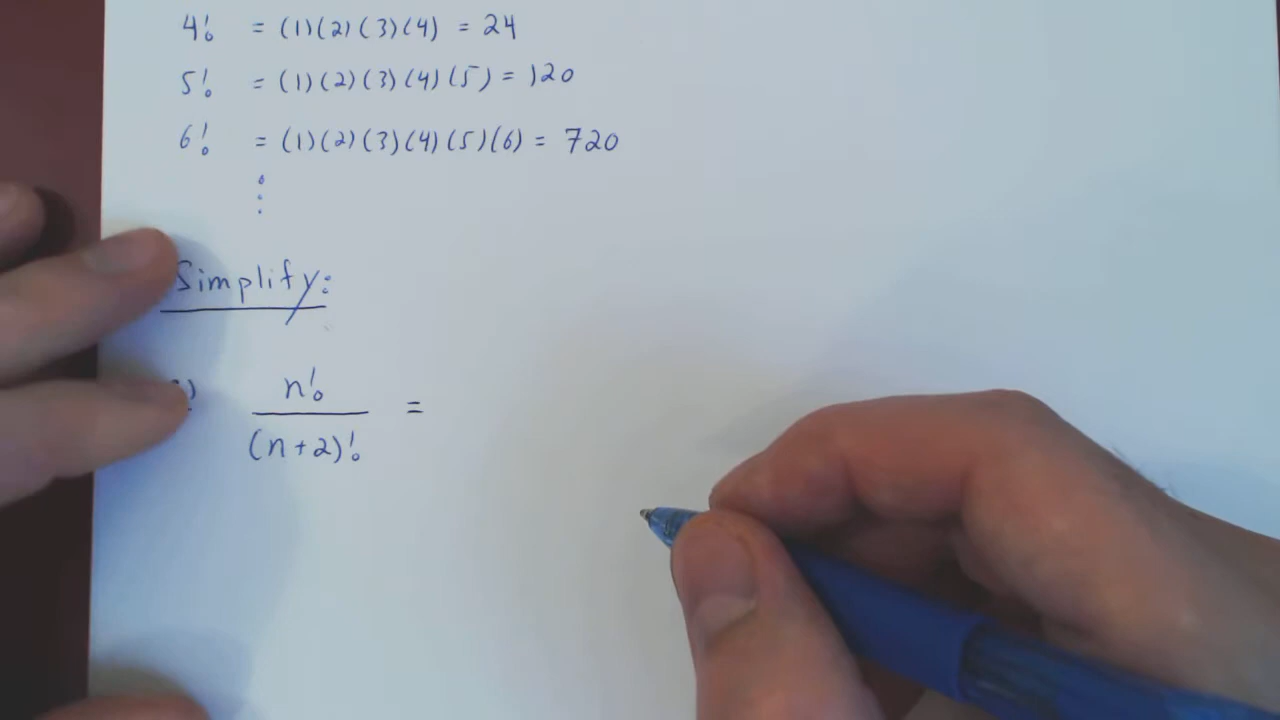 4! = (1)(2)(3)(4) = 24
5! = (1)(2)(3)(4)(5) = 120
6! = (1)(2)(3)(4)(5)(6) = 720
⋮
Simplify:
) n!/(n+2)! =